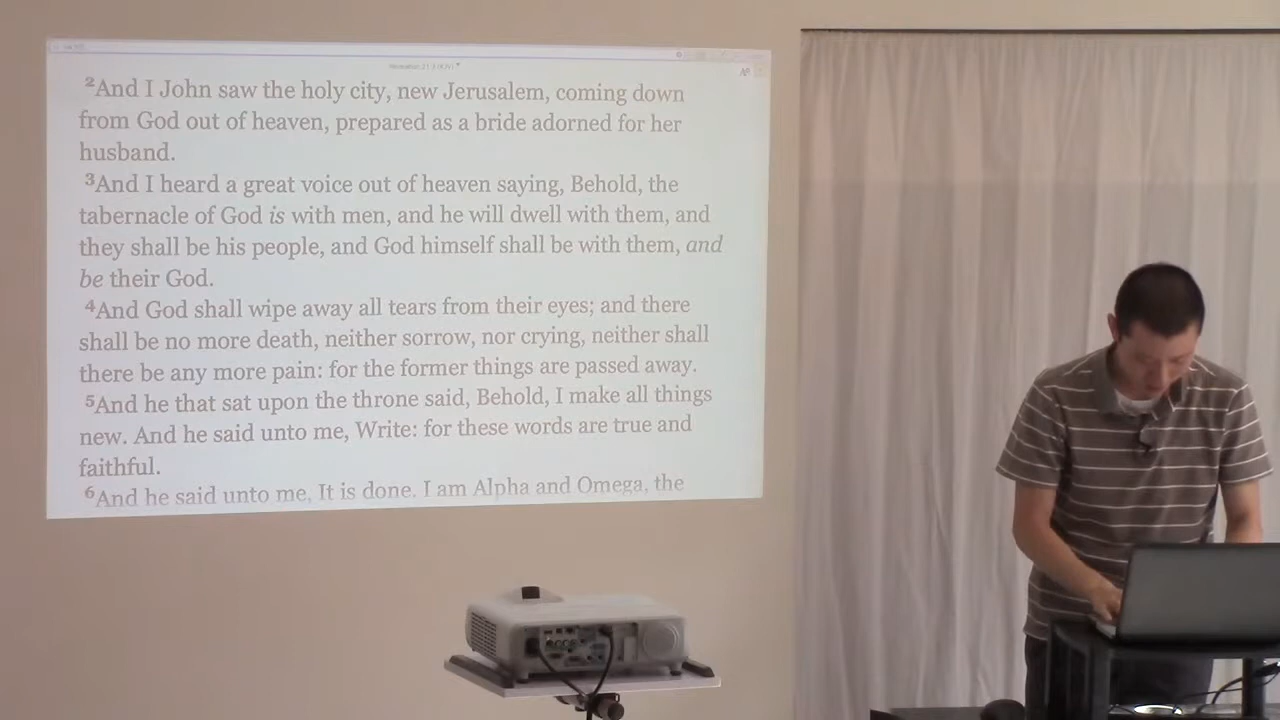 ²And I John saw the holy city, new Jerusalem, coming down
from God out of heaven, prepared as a bride adorned for her
husband.
³And I heard a great voice out of heaven saying, Behold, the
tabernacle of God is with men, and he will dwell with them, and
they shall be his people, and God himself shall be with them, and
be their God.
⁴And God shall wipe away all tears from their eyes; and there
shall be no more death, neither sorrow, nor crying, neither shall
there be any more pain: for the former things are passed away.
⁵And he that sat upon the throne said, Behold, I make all things
new. And he said unto me, Write: for these words are true and
faithful.
⁶And he said unto me, It is done. I am Alpha and Omega, the